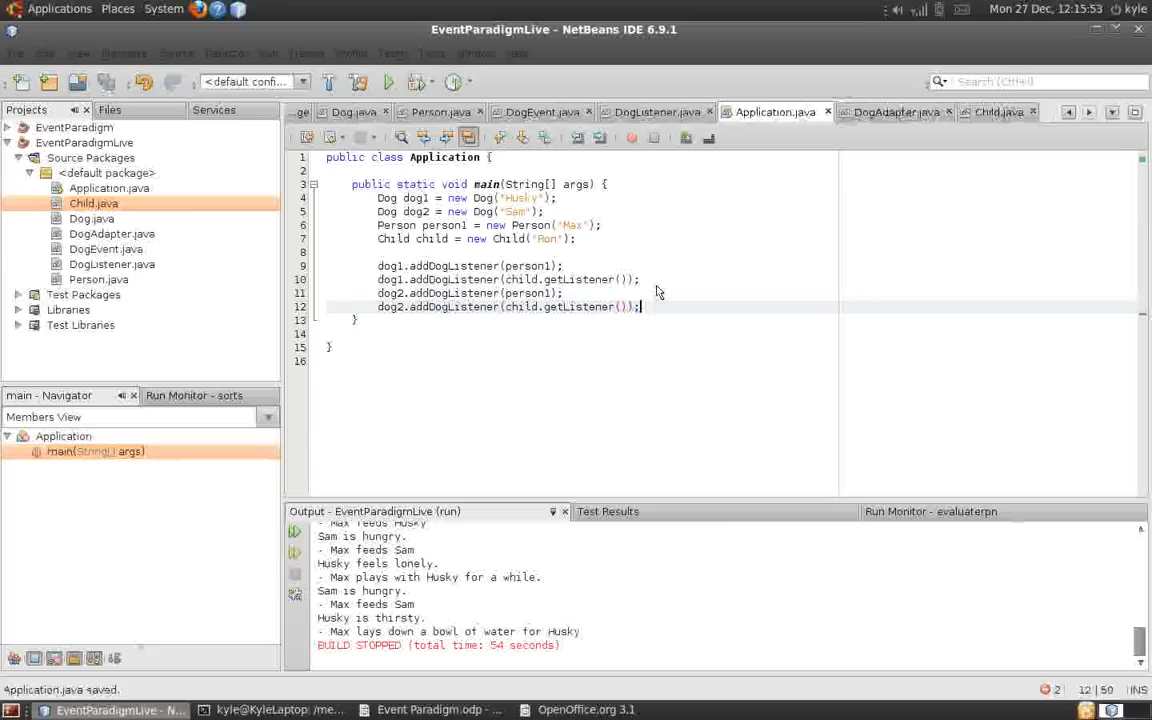 Applications Places System Mon 27 Dec, 12:15:53 kyle
EventParadigmLive - NetBeans IDE 6.9.1
<default confi... Search (Ctrl+I)
Projects Files Services
...ge Dog.java Person.java DogEvent.java DogListener.java Application.java DogAdapter.java Child.java
EventParadigm
EventParadigmLive
Source Packages
<default package>
Application.java
Child.java
Dog.java
DogAdapter.java
DogEvent.java
DogListener.java
Person.java
Test Packages
Libraries
Test Libraries
1 public class Application {
2
3 public static void main(String[] args) {
4 Dog dog1 = new Dog("Husky");
5 Dog dog2 = new Dog("Sam");
6 Person person1 = new Person("Max");
7 Child child = new Child("Ron");
8
9 dog1.addDogListener(person1);
10 dog1.addDogListener(child.getListener());
11 dog2.addDogListener(person1);
12 dog2.addDogListener(child.getListener());
13 }
14
15 }
16
main - Navigator Run Monitor - sorts
Members View
Application
main(String[] args)
Output - EventParadigmLive (run) Test Results Run Monitor - evaluaterpn
- Max feeds Husky
Sam is hungry.
- Max feeds Sam
Husky feels lonely.
- Max plays with Husky for a while.
Sam is hungry.
- Max feeds Sam
Husky is thirsty.
- Max lays down a bowl of water for Husky
BUILD STOPPED (total time: 54 seconds)
Application.java saved. 2 12|50 INS
EventParadigmLive - N... kyle@KyleLaptop: /me... Event Paradigm.odp - ... OpenOffice.org 3.1